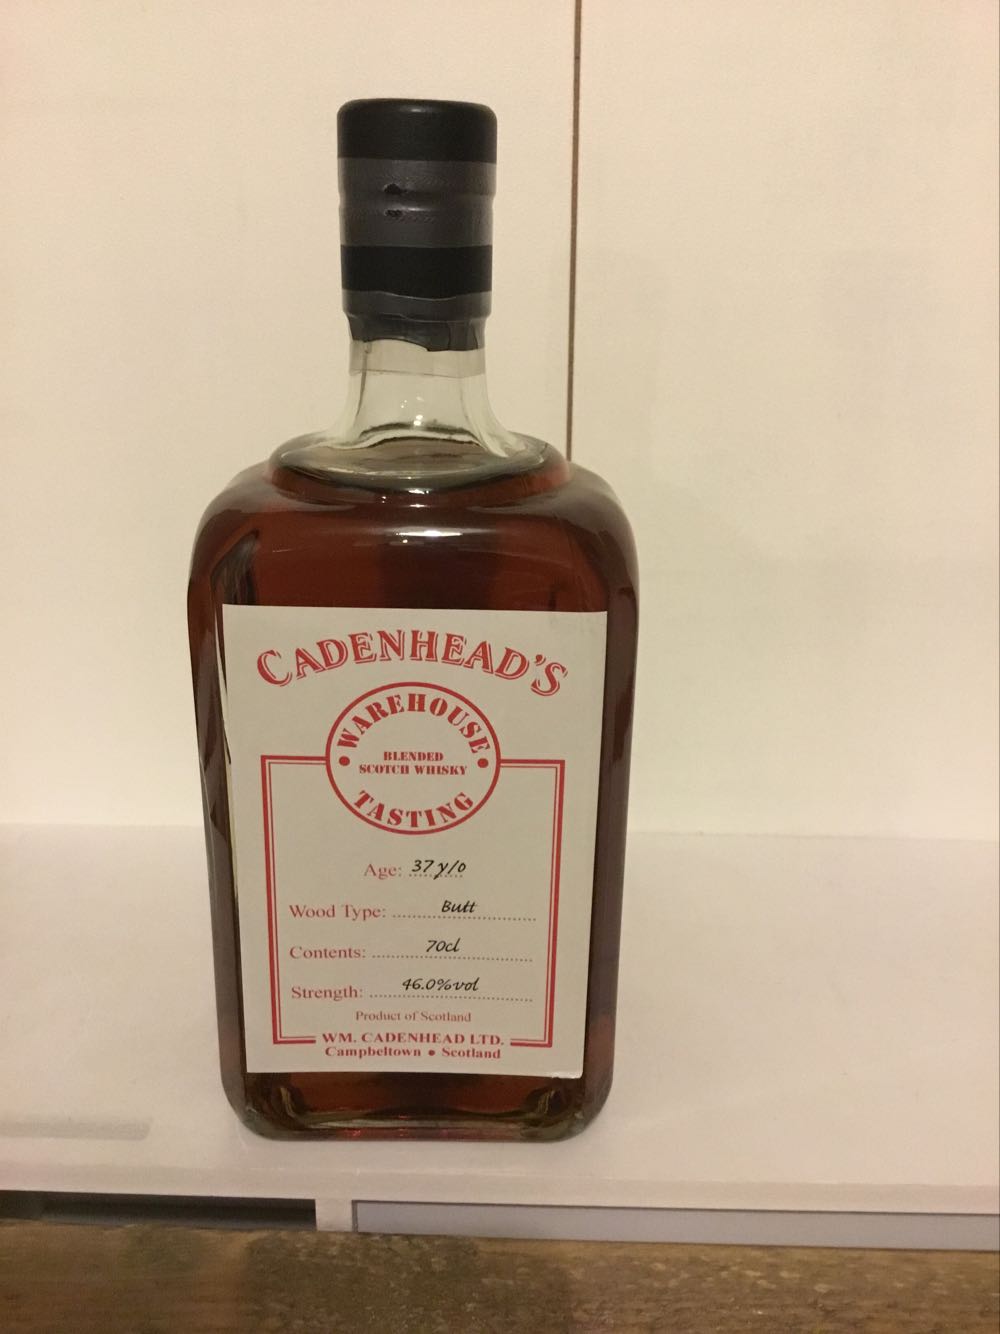 CADENHEAD'S
WAREHOUSE
BLENDED
SCOTCH WHISKY
TASTING
Age: 37 y/o
Wood Type: Butt
Contents: 70cl
Strength: 46.0%vol
Product of Scotland
WM. CADENHEAD LTD.
Campbeltown • Scotland